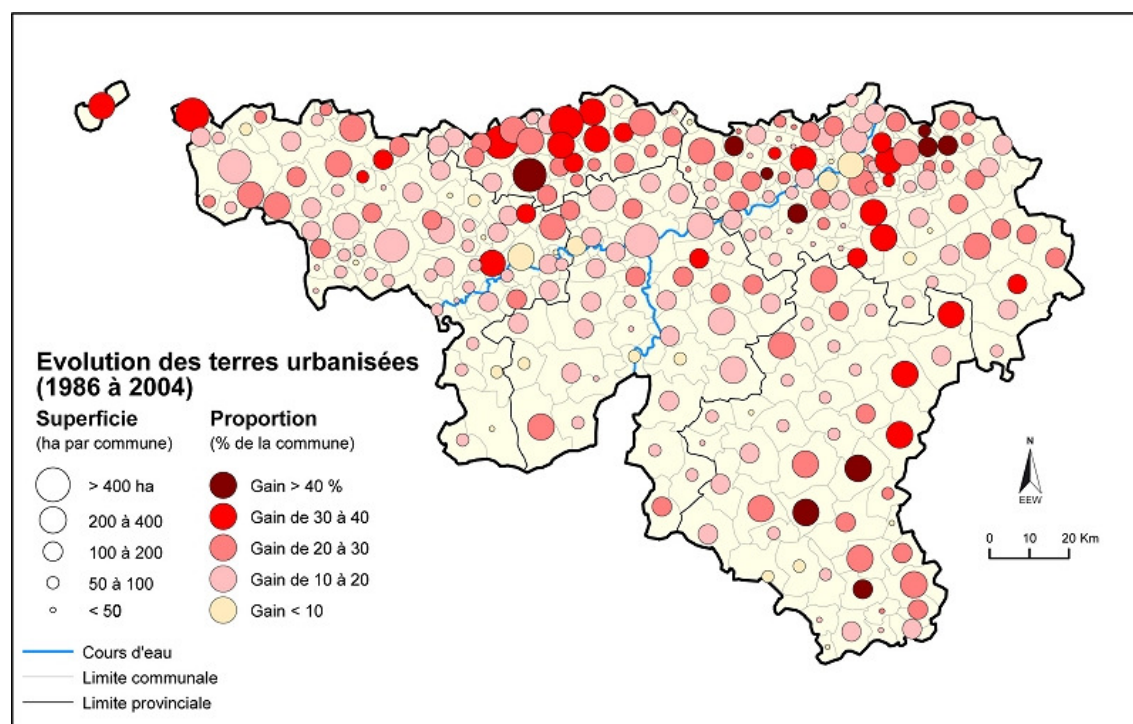 Evolution des terres urbanisées
(1986 à 2004)
Superficie
(ha par commune)
> 400 ha
200 à 400
100 à 200
50 à 100
< 50
Proportion
(% de la commune)
Gain > 40 %
Gain de 30 à 40
Gain de 20 à 30
Gain de 10 à 20
Gain < 10
Cours d'eau
Limite communale
Limite provinciale
N
EEW
0 10 20 Km